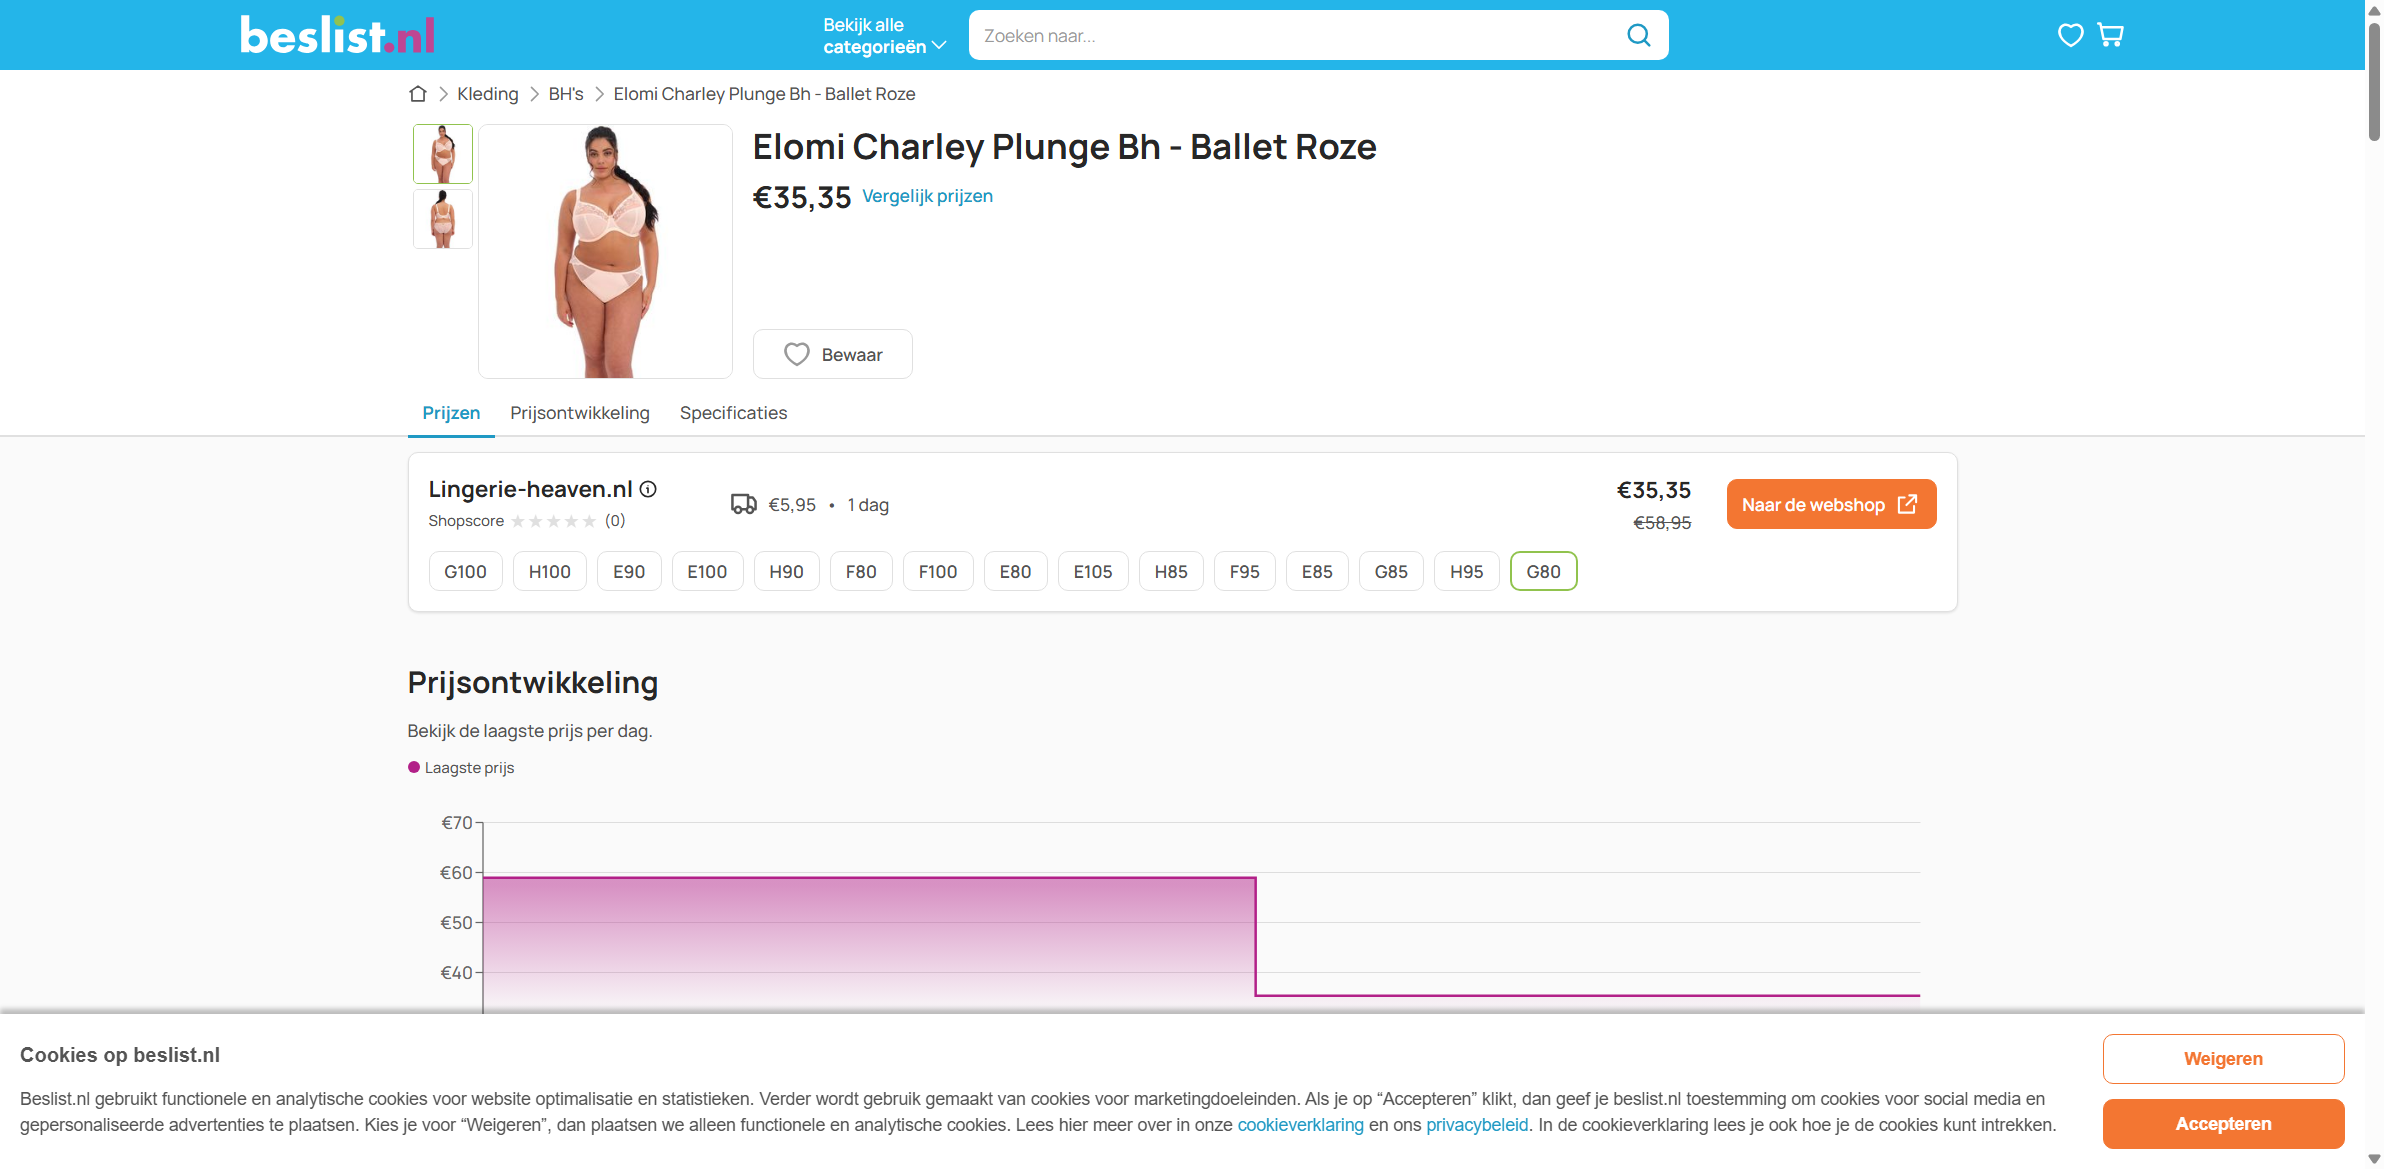 beslist.nl
Bekijk alle
categorieën
Zoeken naar...
Kleding
BH's
Elomi Charley Plunge Bh - Ballet Roze
Elomi Charley Plunge Bh - Ballet Roze
€35,35 Vergelijk prijzen
Bewaar
Prijzen Prijsontwikkeling Specificaties
Lingerie-heaven.nl
Shopscore (0)
€5,95 • 1 dag
€35,35
€58,95
Naar de webshop
G100 H100 E90 E100 H90 F80 F100 E80 E105 H85 F95 E85 G85 H95 G80
Prijsontwikkeling
Bekijk de laagste prijs per dag.
Laagste prijs
€70
€60
€50
€40
Cookies op beslist.nl
Beslist.nl gebruikt functionele en analytische cookies voor website optimalisatie en statistieken. Verder wordt gebruik gemaakt van cookies voor marketingdoeleinden. Als je op “Accepteren” klikt, dan geef je beslist.nl toestemming om cookies voor social media en
gepersonaliseerde advertenties te plaatsen. Kies je voor “Weigeren”, dan plaatsen we alleen functionele en analytische cookies. Lees hier meer over in onze cookieverklaring en ons privacybeleid. In de cookieverklaring lees je ook hoe je de cookies kunt intrekken.
Weigeren
Accepteren